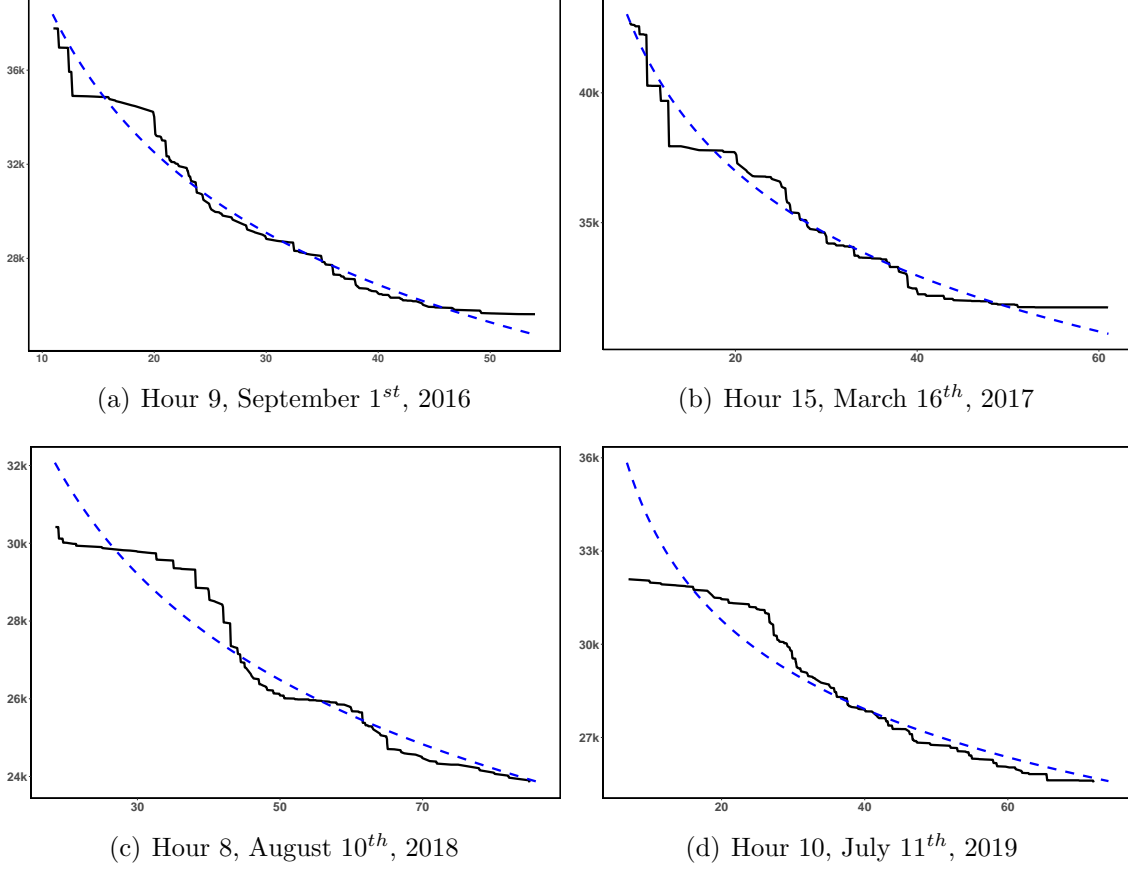 36k
32k
28k
10 20 30 40 50
(a) Hour 9, September 1st, 2016
40k
35k
20 40 60
(b) Hour 15, March 16th, 2017
32k
30k
28k
26k
24k
30 50 70
(c) Hour 8, August 10th, 2018
36k
33k
30k
27k
20 40 60
(d) Hour 10, July 11th, 2019